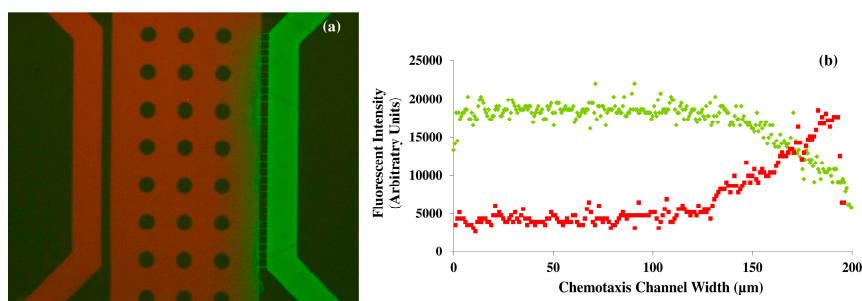 (a)
(b)
25000
20000
15000
10000
5000
0
Fluorescent Intensity
(Arbitratry Units)
0 50 100 150 200
Chemotaxis Channel Width (µm)